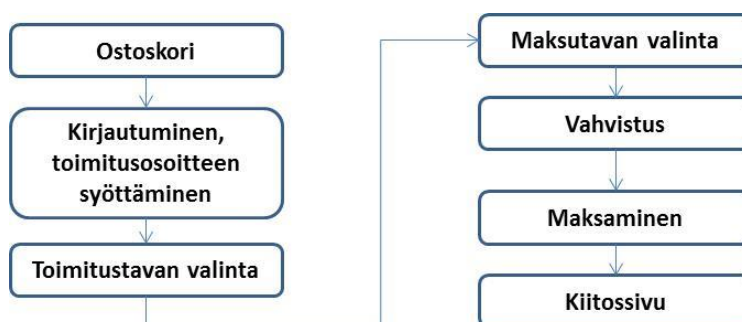 Ostoskori
Kirjautuminen,
toimitusosoitteen
syöttäminen
Toimitustavan valinta
Maksutavan valinta
Vahvistus
Maksaminen
Kiitossivu